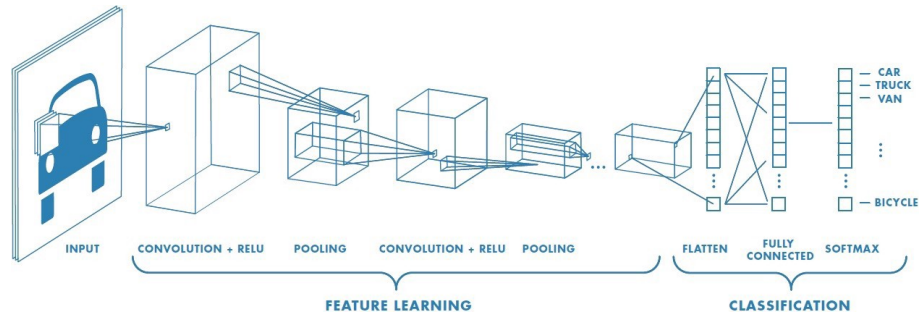 CAR
TRUCK
VAN
BICYCLE
INPUT
CONVOLUTION + RELU
POOLING
CONVOLUTION + RELU
POOLING
FLATTEN
FULLY
CONNECTED
SOFTMAX
FEATURE LEARNING
CLASSIFICATION